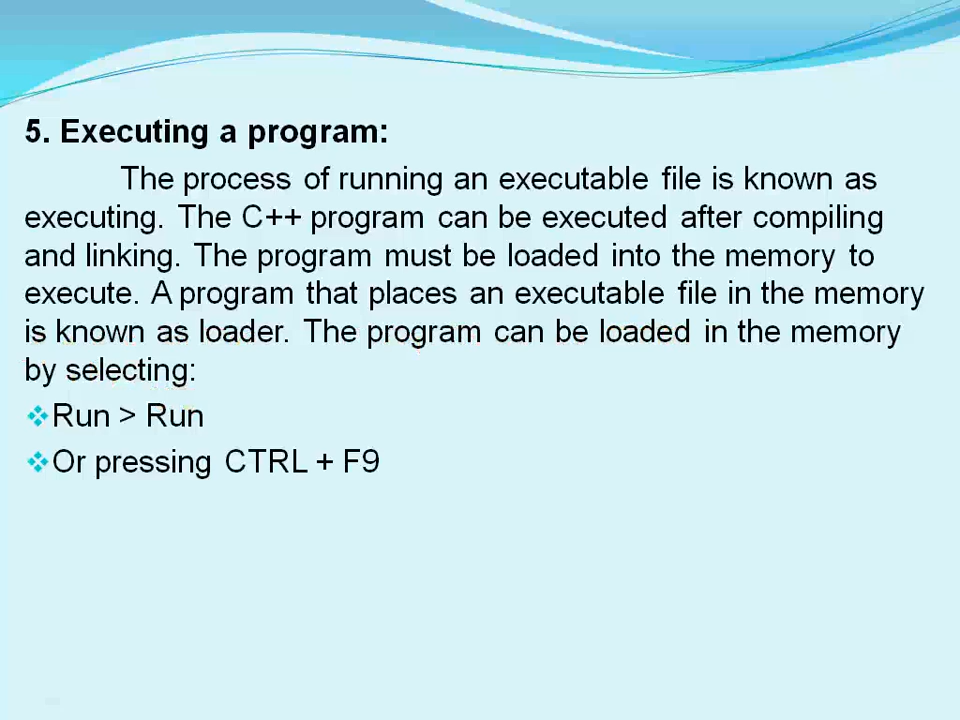 5. Executing a program:
The process of running an executable file is known as
executing. The C++ program can be executed after compiling
and linking. The program must be loaded into the memory to
execute. A program that places an executable file in the memory
is known as loader. The program can be loaded in the memory
by selecting:
Run > Run
Or pressing CTRL + F9